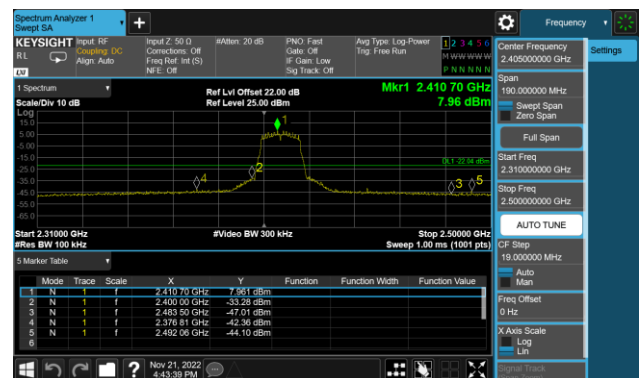 Spectrum Analyzer 1
Swept SA
Frequency
KEYSIGHT
RL
Input: RF
Coupling: DC
Align: Auto
Input Z: 50 Ω
Corrections: Off
Freq Ref: Int (S)
NFE: Off
#Atten: 20 dB
PNO: Fast
Gate: Off
IF Gain: Low
Sig Track: Off
Avg Type: Log-Power
Trig: Free Run
1 2 3 4 5 6
M W W W W W
P N N N N N
Center Frequency
2.405000000 GHz
Settings
1 Spectrum
Scale/Div 10 dB
Ref Lvl Offset 22.00 dB
Ref Level 25.00 dBm
Mkr1 2.410 70 GHz
7.96 dBm
Span
190.000000 MHz
Swept Span
Zero Span
Full Span
Start Freq
2.310000000 GHz
Stop Freq
2.500000000 GHz
AUTO TUNE
CF Step
19.000000 MHz
Auto
Man
Freq Offset
0 Hz
X Axis Scale
Log
Lin
Signal Track
Log
15.0
5.00
-5.00
-15.0
-25.0
-35.0
-45.0
-55.0
-65.0
1
2
3
4
5
DL1 -22.04 dBm
Start 2.31000 GHz
#Res BW 100 kHz
#Video BW 300 kHz
Stop 2.50000 GHz
Sweep 1.00 ms (1001 pts)
5 Marker Table
Mode Trace Scale X Y Function Function Width Function Value
1 N 1 f 2.410 70 GHz 7.961 dBm
2 N 1 f 2.400 00 GHz -33.28 dBm
3 N 1 f 2.483 50 GHz -47.01 dBm
4 N 1 f 2.376 81 GHz -42.36 dBm
5 N 1 f 2.492 06 GHz -44.10 dBm
6
?
Nov 21, 2022
4:43:39 PM